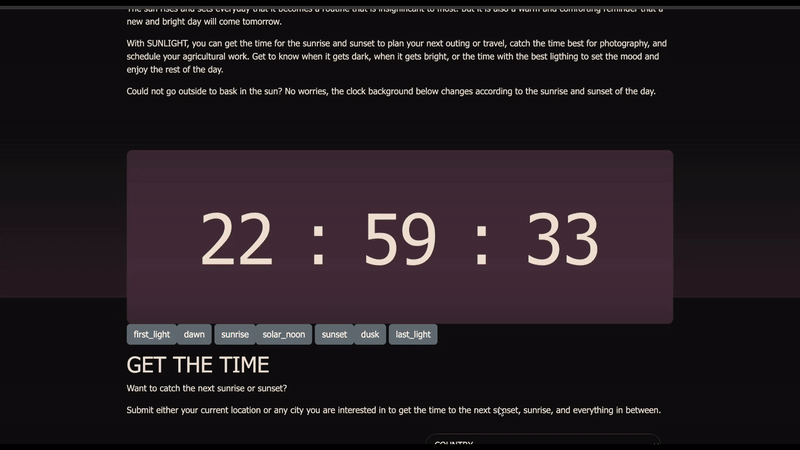 The sun rises and sets everyday that it becomes a routine that is insignificant to most. But it is also a warm and comforting reminder that a
new and bright day will come tomorrow.
With SUNLIGHT, you can get the time for the sunrise and sunset to plan your next outing or travel, catch the time best for photography, and
schedule your agricultural work. Get to know when it gets dark, when it gets bright, or the time with the best ligthing to set the mood and
enjoy the rest of the day.
Could not go outside to bask in the sun? No worries, the clock background below changes according to the sunrise and sunset of the day.
22 : 59 : 33
first_light dawn sunrise solar_noon sunset dusk last_light
GET THE TIME
Want to catch the next sunrise or sunset?
Submit either your current location or any city you are interested in to get the time to the next sunset, sunrise, and everything in between.
COUNTRY